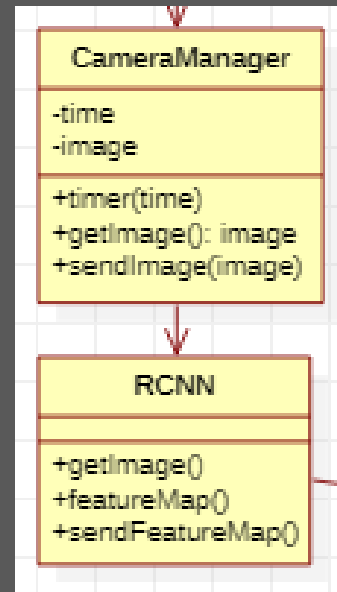 CameraManager
-time
-image
+timer(time)
+getImage(): image
+sendImage(image)
RCNN
+getImage()
+featureMap()
+sendFeatureMap()